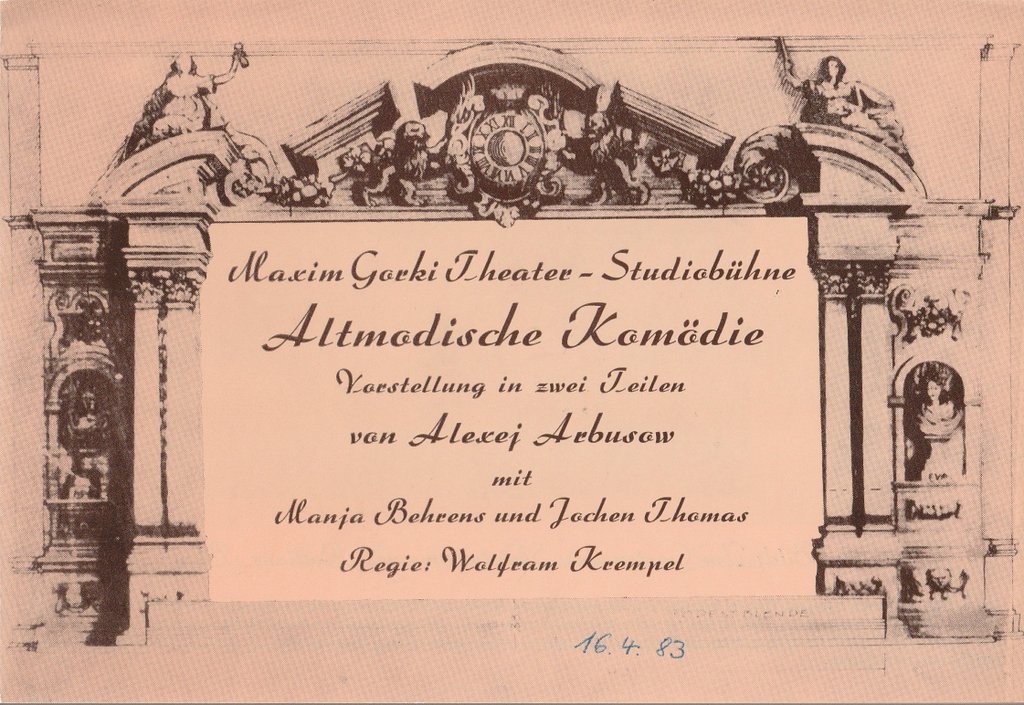 Maxim Gorki Theater - Studiobühne
Altmodische Komödie
Vorstellung in zwei Teilen
von Alexej Arbusow
mit
Manja Behrens und Jochen Thomas
Regie: Wolfram Krempel
16. 4. 83